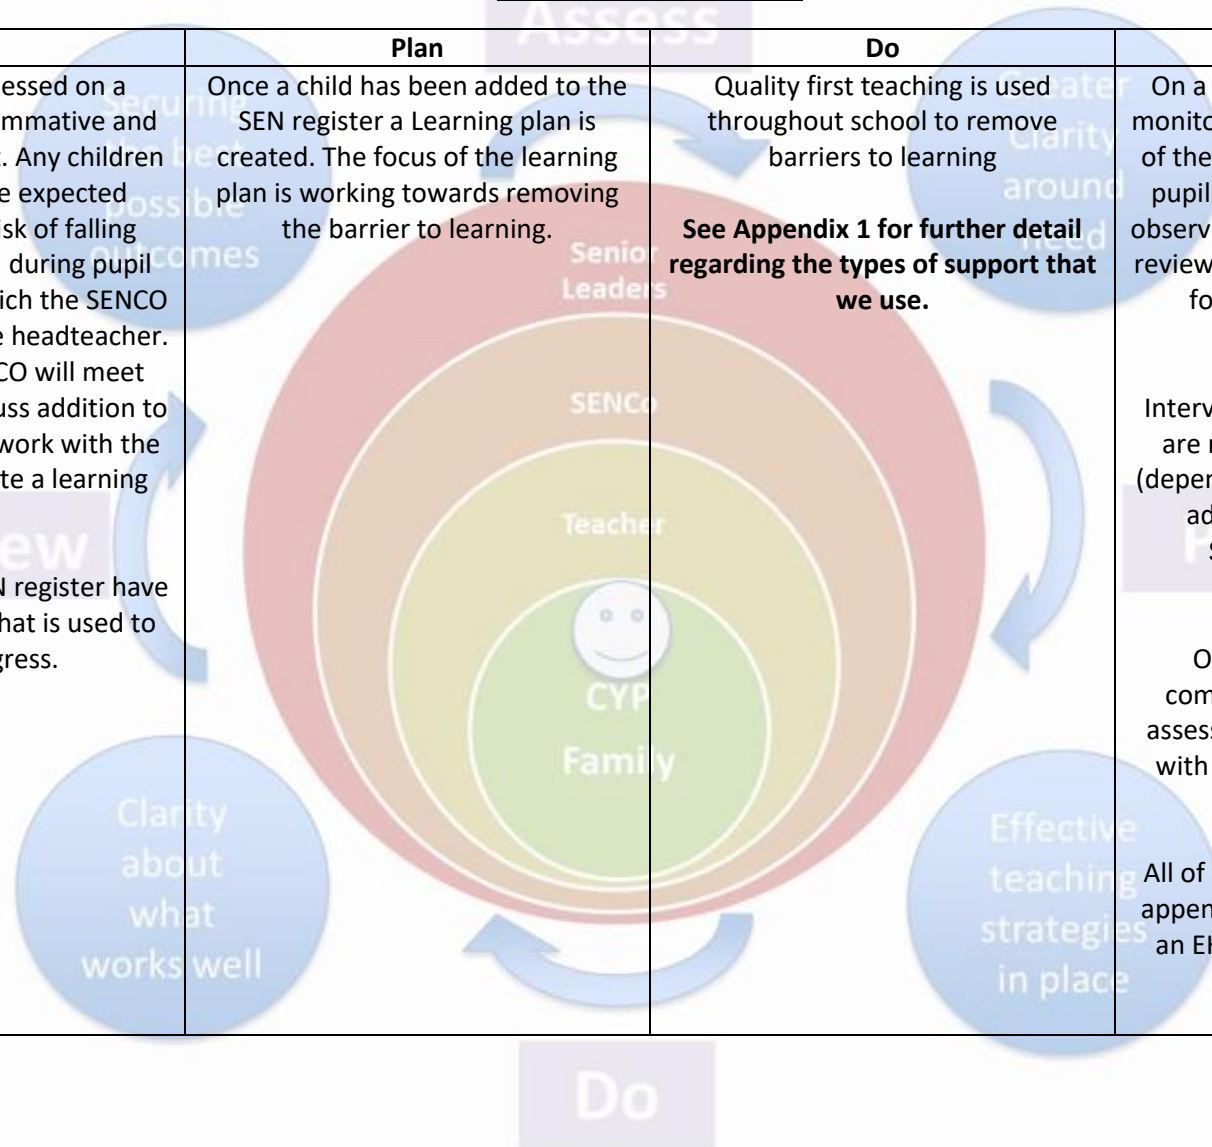 Assess
Plan
Do
essed on a
mmative and
. Any children
e expected
isk of falling
during pupil
ich the SENCO
e headteacher.
CO will meet
uss addition to
work with the
te a learning
N register have
hat is used to
gress.
Once a child has been added to the
SEN register a Learning plan is
created. The focus of the learning
plan is working towards removing
the barrier to learning.
Quality first teaching is used
throughout school to remove
barriers to learning
See Appendix 1 for further detail
regarding the types of support that
we use.
On a
monito
of the
pupil
observ
review
fo
Interv
are
(deper
ad
O
com
assess
with
All of
appen
an EH
Securing
the best
possible
outcomes
Greater
Clarity
around
need
Senior
Leaders
SENCo
Teacher
CYP
Family
ew
P
Clarity
about
what
works well
Effective
teaching
strategies
in place
Do